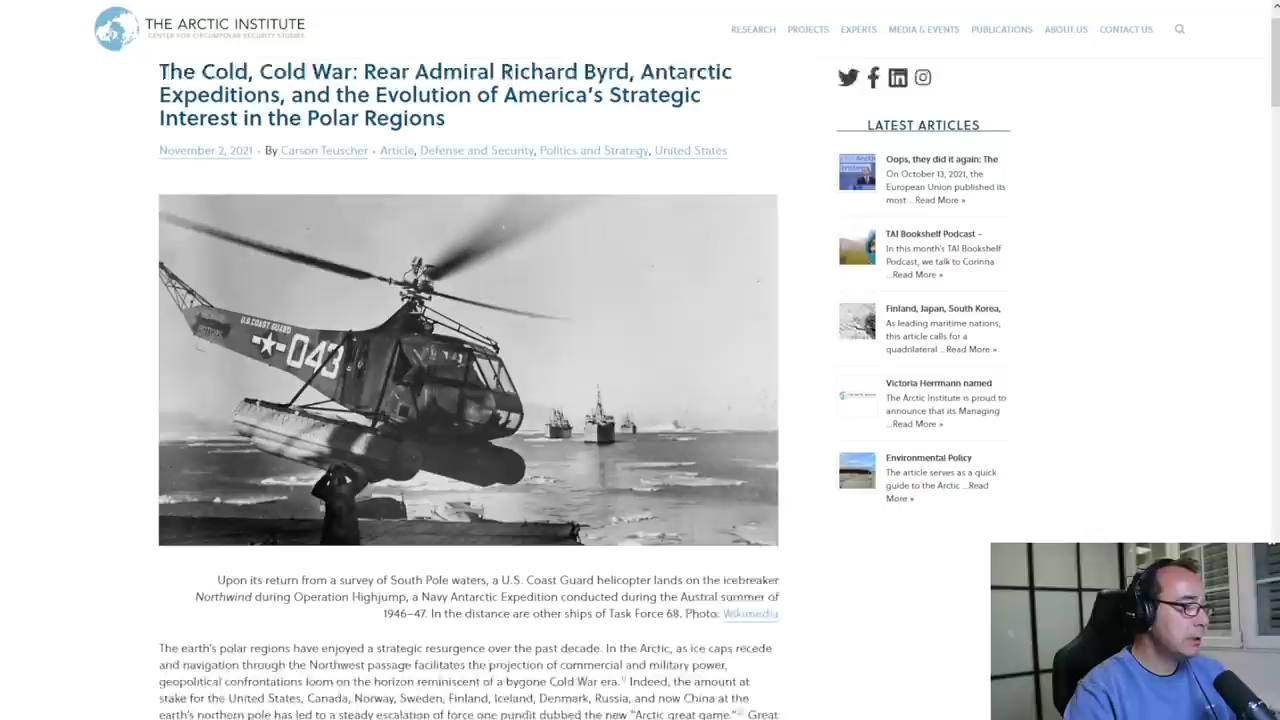 THE ARCTIC INSTITUTE
CENTER FOR CIRCUMPOLAR SECURITY STUDIES
RESEARCH PROJECTS EXPERTS MEDIA & EVENTS PUBLICATIONS ABOUT US CONTACT US
The Cold, Cold War: Rear Admiral Richard Byrd, Antarctic
Expeditions, and the Evolution of America's Strategic
Interest in the Polar Regions
November 2, 2021 • By Carson Teuscher • Article, Defense and Security, Politics and Strategy, United States
U.S. COAST GUARD
043
Upon its return from a survey of South Pole waters, a U.S. Coast Guard helicopter lands on the icebreaker
Northwind during Operation Highjump, a Navy Antarctic Expedition conducted during the Austral summer of
1946–47. In the distance are other ships of Task Force 68. Photo: Wikimedia
The earth's polar regions have enjoyed a strategic resurgence over the past decade. In the Arctic, as ice caps recede
and navigation through the Northwest passage facilitates the projection of commercial and military power,
geopolitical confrontations loom on the horizon reminiscent of a bygone Cold War era. Indeed, the amount at
stake for the United States, Canada, Norway, Sweden, Finland, Iceland, Denmark, Russia, and now China at the
earth's northern pole has led to a steady escalation of force one pundit dubbed the new "Arctic great game." Great
LATEST ARTICLES
Oops, they did it again: The
On October 13, 2021, the
European Union published its
most ...Read More »
TAI Bookshelf Podcast –
In this month's TAI Bookshelf
Podcast, we talk to Corinna
...Read More »
Finland, Japan, South Korea,
As leading maritime nations,
this article calls for a
quadrilateral ...Read More »
Victoria Herrmann named
The Arctic Institute is proud to
announce that its Managing
...Read More »
Environmental Policy
The article serves as a quick
guide to the Arctic ...Read
More »